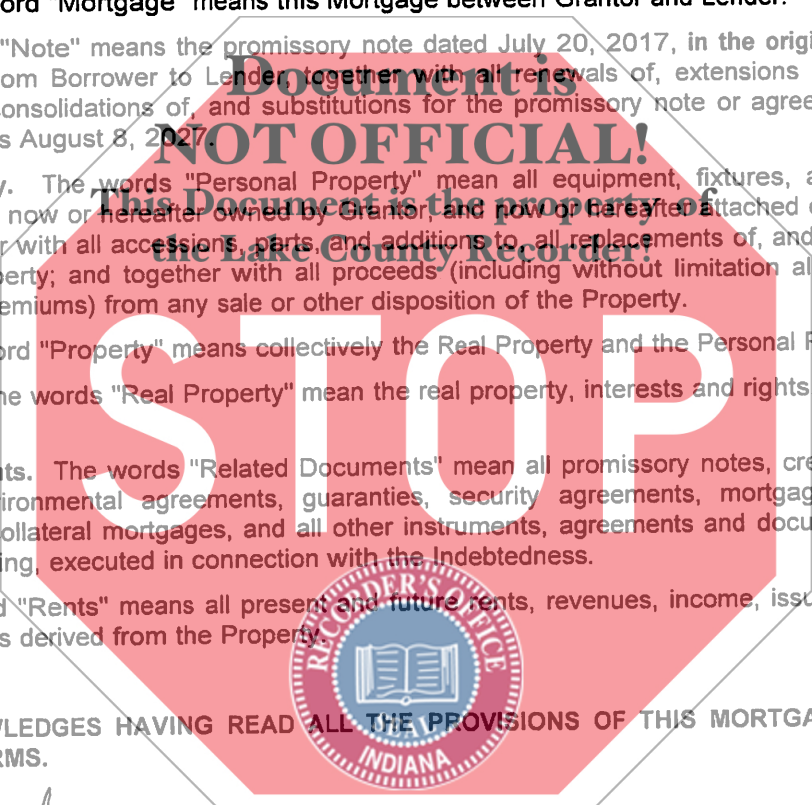 ord "Mortgage" means this Mortgage between Grantor and Lender.
"Note" means the promissory note dated July 20, 2017, in the origi
om Borrower to Lender, together with all renewals of, extensions
onsolidations of, and substitutions for the promissory note or agree
s August 8, 2027.
Document is
NOT OFFICIAL!
This Document is the property of
the Lake County Recorder!
y. The words "Personal Property" mean all equipment, fixtures, a
now or hereafter owned by Grantor, and now or hereafter attached
r with all accessions, parts, and additions to, all replacements of, and
perty; and together with all proceeds (including without limitation al
emiums) from any sale or other disposition of the Property.
ord "Property" means collectively the Real Property and the Personal P
he words "Real Property" mean the real property, interests and rights
STOP
nts. The words "Related Documents" mean all promissory notes, cre
ironmental agreements, guaranties, security agreements, mortgag
ollateral mortgages, and all other instruments, agreements and docu
ing, executed in connection with the Indebtedness.
d "Rents" means all present and future rents, revenues, income, issu
s derived from the Property.
RECORDER'S OFFICE
SEAL
INDIANA
WLEDGES HAVING READ ALL THE PROVISIONS OF THIS MORTGA
RMS.